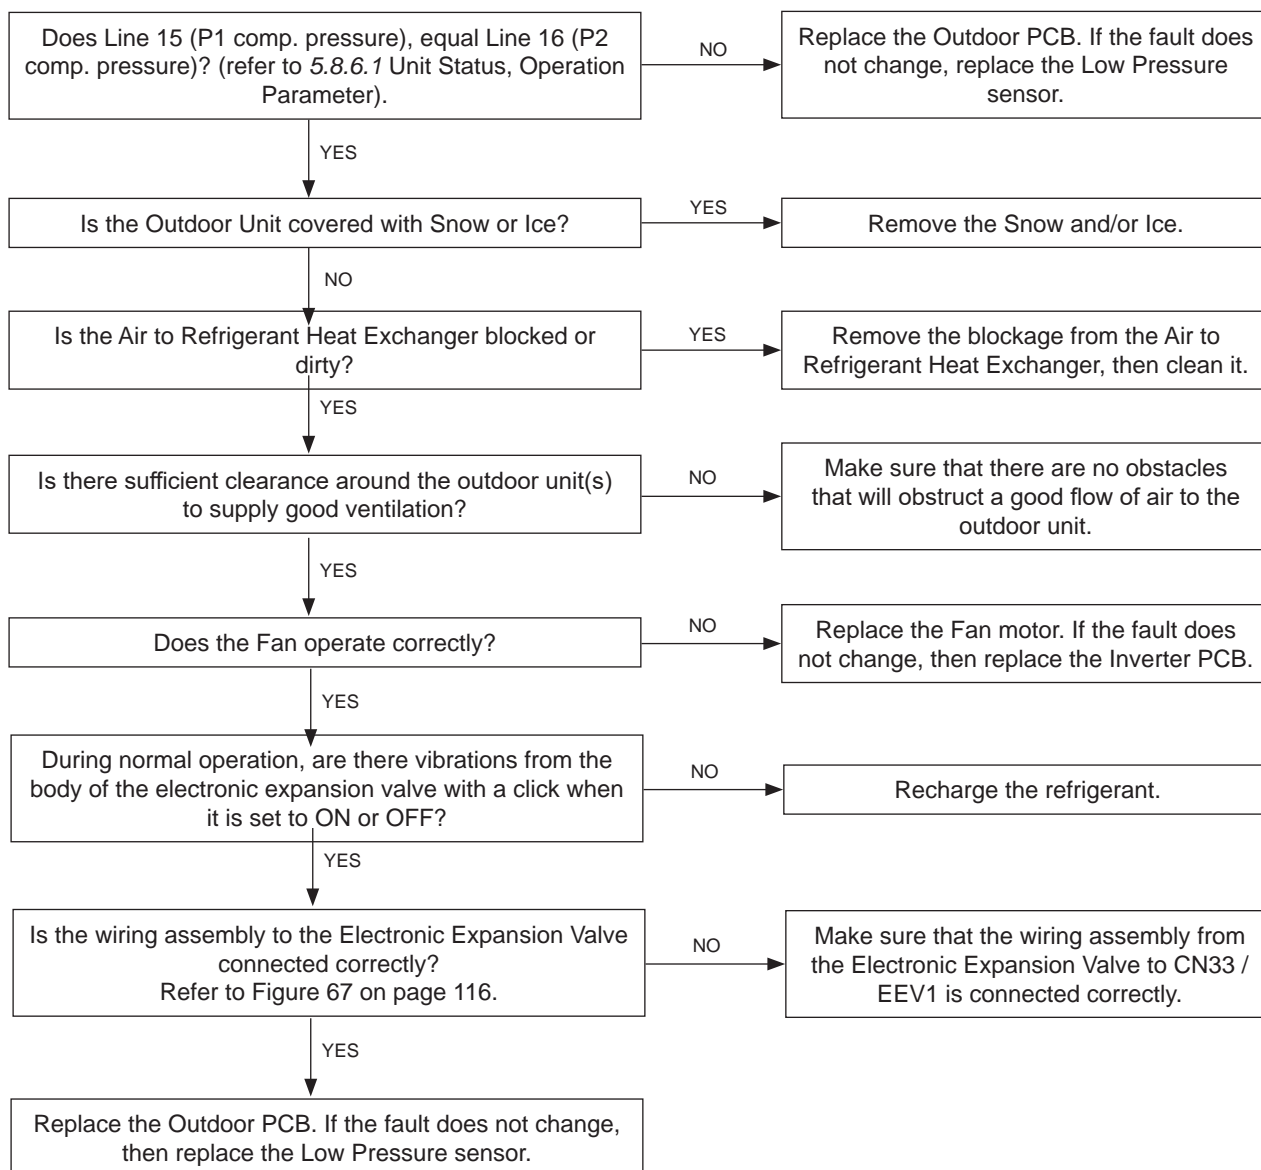 Does Line 15 (P1 comp. pressure), equal Line 16 (P2
comp. pressure)? (refer to 5.8.6.1 Unit Status, Operation
Parameter).
NO
Replace the Outdoor PCB. If the fault does
not change, replace the Low Pressure
sensor.
YES
Is the Outdoor Unit covered with Snow or Ice?
YES
Remove the Snow and/or Ice.
NO
Is the Air to Refrigerant Heat Exchanger blocked or
dirty?
YES
Remove the blockage from the Air to
Refrigerant Heat Exchanger, then clean it.
YES
Is there sufficient clearance around the outdoor unit(s)
to supply good ventilation?
NO
Make sure that there are no obstacles
that will obstruct a good flow of air to the
outdoor unit.
YES
Does the Fan operate correctly?
NO
Replace the Fan motor. If the fault does
not change, then replace the Inverter PCB.
YES
During normal operation, are there vibrations from the
body of the electronic expansion valve with a click when
it is set to ON or OFF?
NO
Recharge the refrigerant.
YES
Is the wiring assembly to the Electronic Expansion Valve
connected correctly?
Refer to Figure 67 on page 116.
NO
Make sure that the wiring assembly from
the Electronic Expansion Valve to CN33 /
EEV1 is connected correctly.
YES
Replace the Outdoor PCB. If the fault does not change,
then replace the Low Pressure sensor.